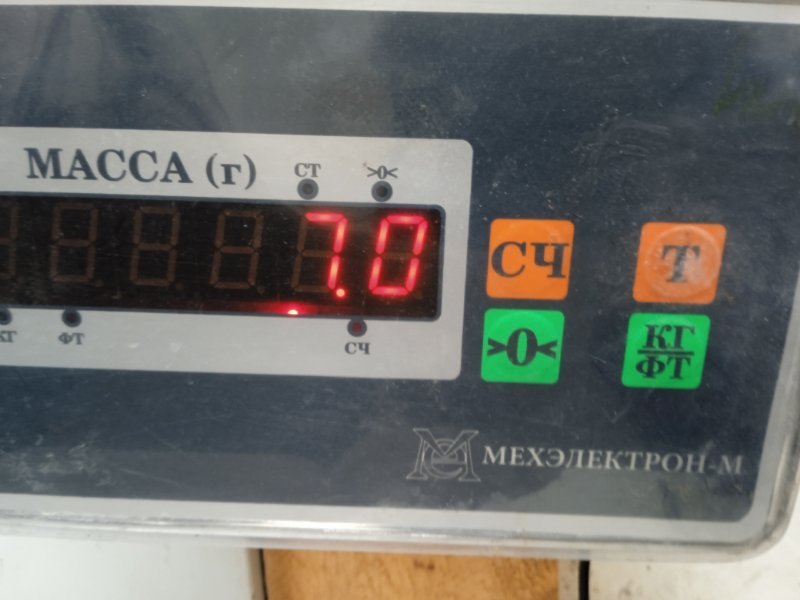 МАССА (г)
СТ >0<
7.0
КГ ФТ СЧ
СЧ Т
>0< КГ
ФТ
МЕХЭЛЕКТРОН-М